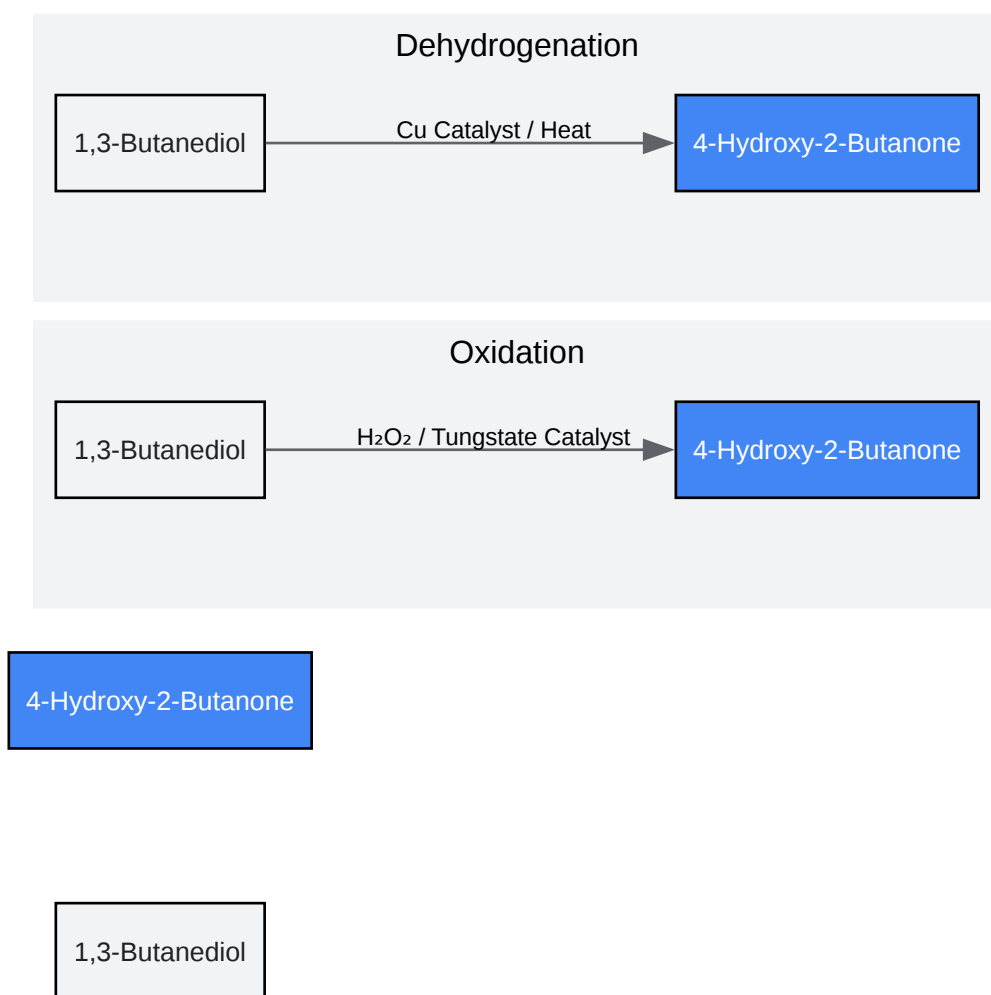 Dehydrogenation
1,3-Butanediol
Cu Catalyst / Heat
4-Hydroxy-2-Butanone
Oxidation
1,3-Butanediol
H₂O₂ / Tungstate Catalyst
4-Hydroxy-2-Butanone
4-Hydroxy-2-Butanone
1,3-Butanediol